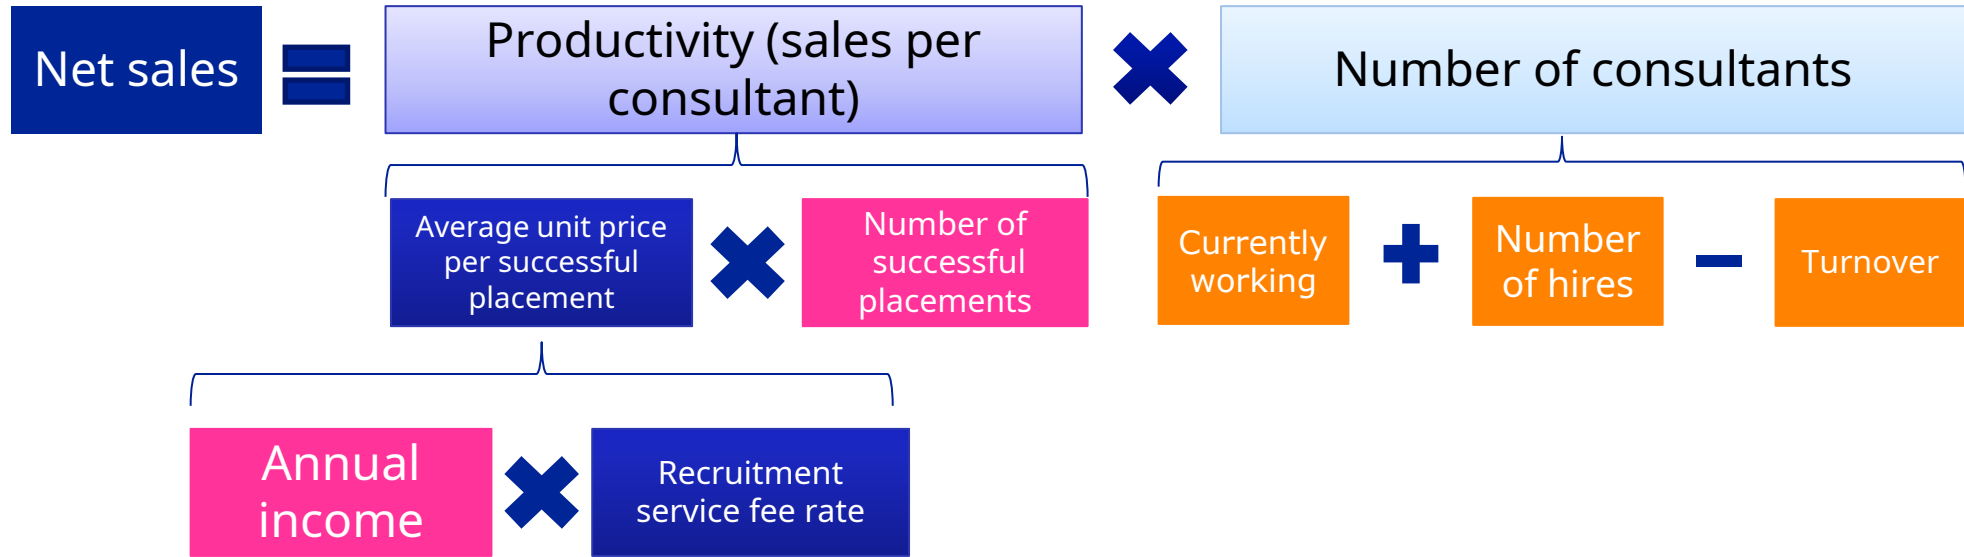 Net sales
Productivity (sales per
consultant)
Number of consultants
Average unit price
per successful
placement
Number of
successful
placements
Currently
working
Number
of hires
Turnover
Annual
income
Recruitment
service fee rate